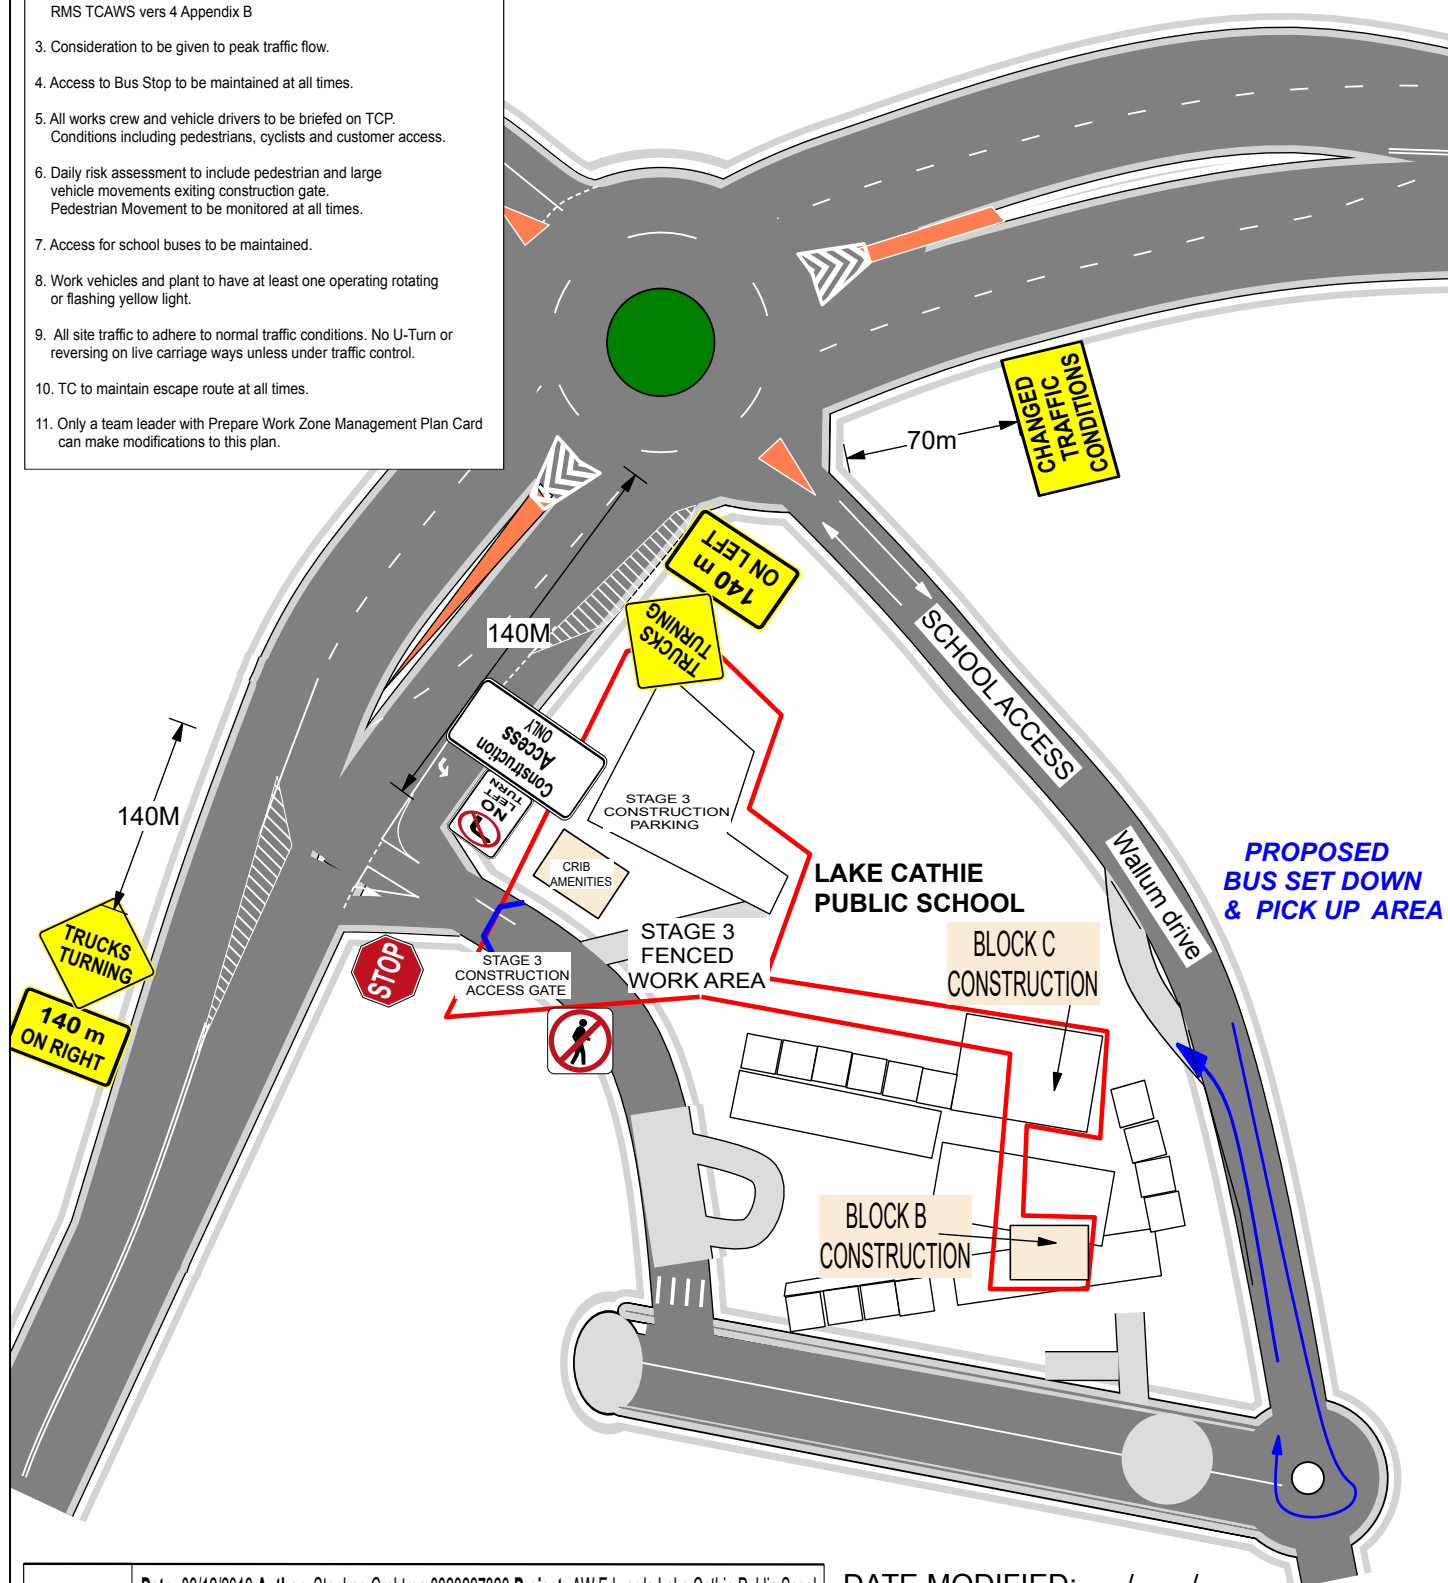 RMS TCAWS vers 4 Appendix B
3. Consideration to be given to peak traffic flow.
4. Access to Bus Stop to be maintained at all times.
5. All works crew and vehicle drivers to be briefed on TCP.
Conditions including pedestrians, cyclists and customer access.
6. Daily risk assessment to include pedestrian and large
vehicle movements exiting construction gate.
Pedestrian Movement to be monitored at all times.
7. Access for school buses to be maintained.
8. Work vehicles and plant to have at least one operating rotating
or flashing yellow light.
9. All site traffic to adhere to normal traffic conditions. No U-Turn or
reversing on live carriage ways unless under traffic control.
10. TC to maintain escape route at all times.
11. Only a team leader with Prepare Work Zone Management Plan Card
can make modifications to this plan.
CHANGED
TRAFFIC
CONDITIONS
70m
140 m
ON LEFT
TRUCKS
TURNING
140M
SCHOOL ACCESS
Construction
Access
ONLY
NO
LEFT
TURN
STAGE 3
CONSTRUCTION
PARKING
140M
CRIB
AMENITIES
LAKE CATHIE
PUBLIC SCHOOL
Wallum drive
PROPOSED
BUS SET DOWN
& PICK UP AREA
TRUCKS
TURNING
140 m
ON RIGHT
STOP
STAGE 3
CONSTRUCTION
ACCESS GATE
STAGE 3
FENCED
WORK AREA
BLOCK C
CONSTRUCTION
BLOCK B
CONSTRUCTION
DATE MODIFIED: / /